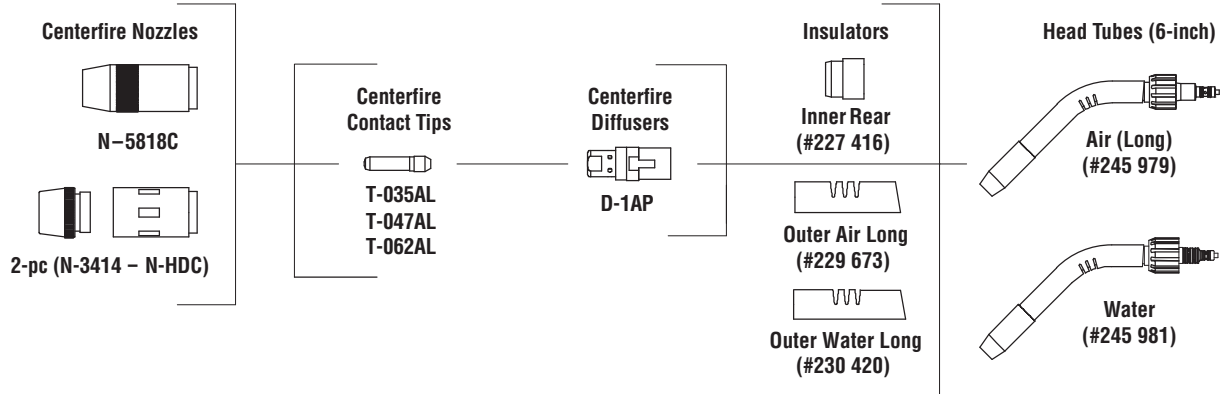 Centerfire Nozzles
N–5818C
2-pc (N-3414 – N-HDC)
Centerfire
Contact Tips
T-035AL
T-047AL
T-062AL
Centerfire
Diffusers
D-1AP
Insulators
Inner Rear
(#227 416)
Outer Air Long
(#229 673)
Outer Water Long
(#230 420)
Head Tubes (6-inch)
Air (Long)
(#245 979)
Water
(#245 981)